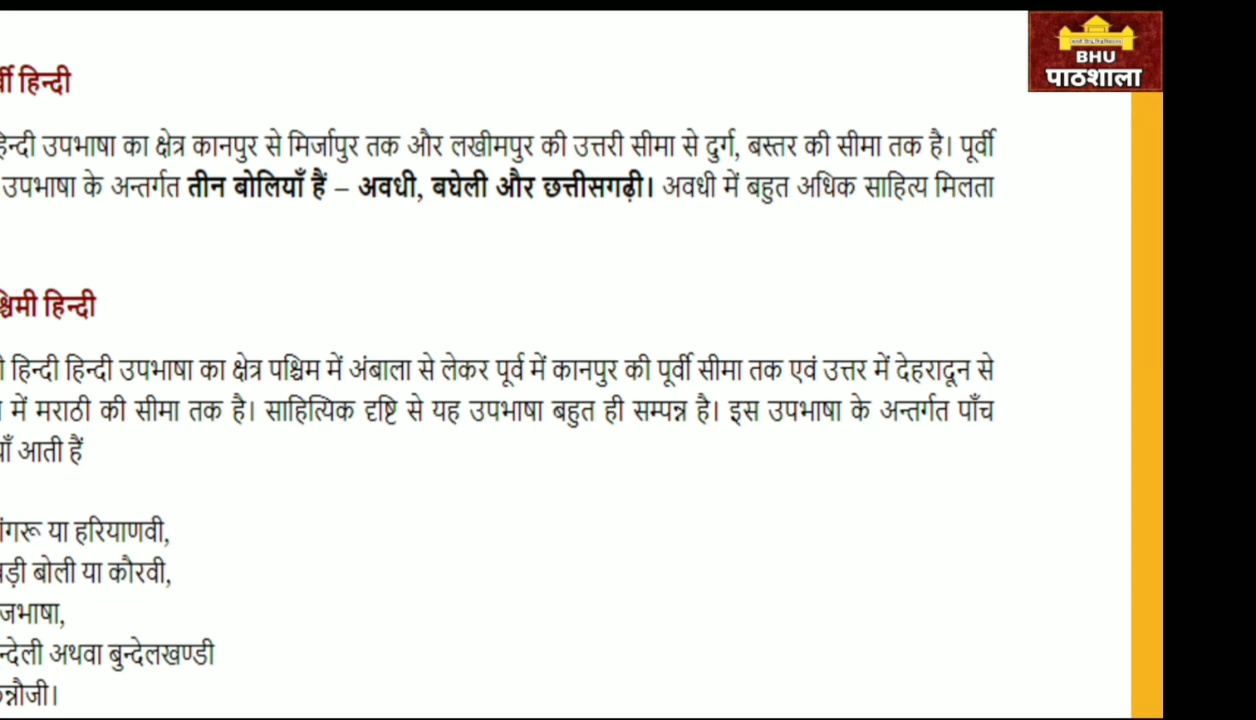 BHU
पाठशाला
हिन्दी
हिन्दी उपभाषा का क्षेत्र कानपुर से मिर्जापुर तक और लखीमपुर की उत्तरी सीमा से दुर्ग, बस्तर की सीमा तक है। पूर्वी
उपभाषा के अन्तर्गत तीन बोलियाँ हैं – अवधी, बघेली और छत्तीसगढ़ी। अवधी में बहुत अधिक साहित्य मिलता
हिन्दी
हिन्दी हिन्दी उपभाषा का क्षेत्र पश्चिम में अंबाला से लेकर पूर्व में कानपुर की पूर्वी सीमा तक एवं उत्तर में देहरादून से
में मराठी की सीमा तक है। साहित्यिक दृष्टि से यह उपभाषा बहुत ही सम्पन्न है। इस उपभाषा के अन्तर्गत पाँच
आती हैं
या हरियाणवी,
बोली या कौरवी,
जभाषा,
न्देली अथवा बुन्देलखण्डी
न्नौजी।